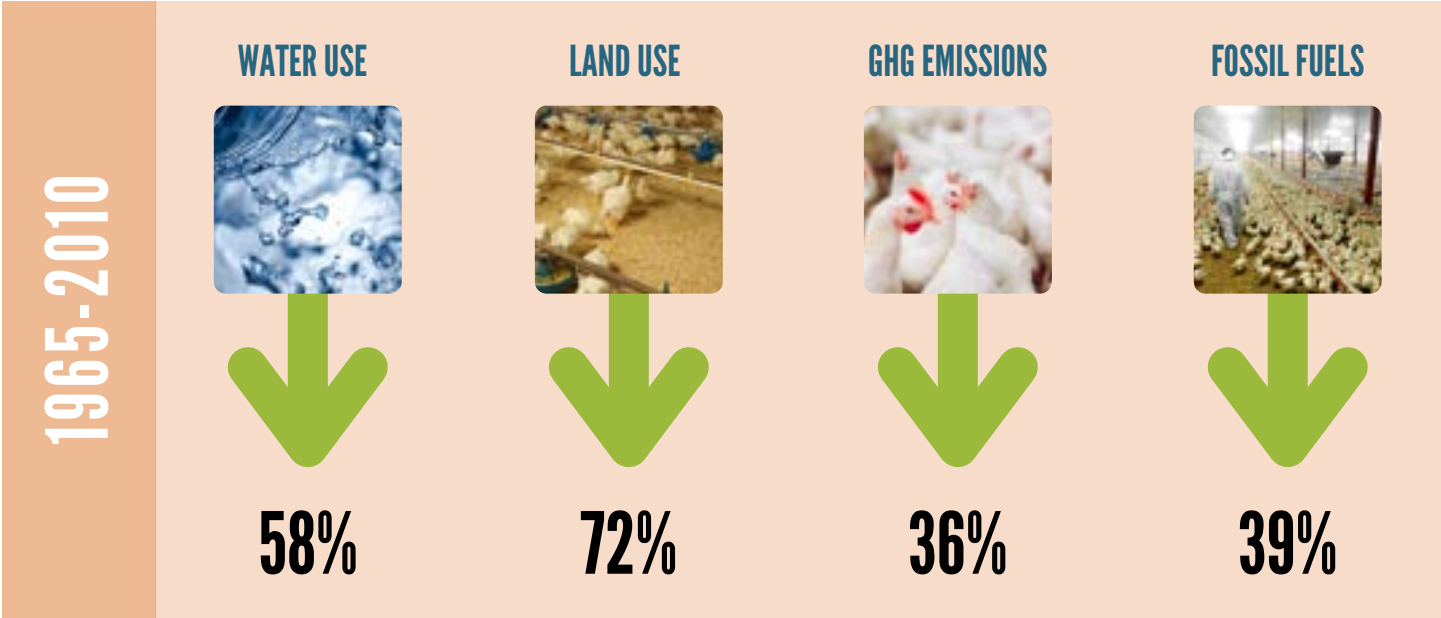 1965-2010
WATER USE
LAND USE
GHG EMISSIONS
FOSSIL FUELS
58%
72%
36%
39%